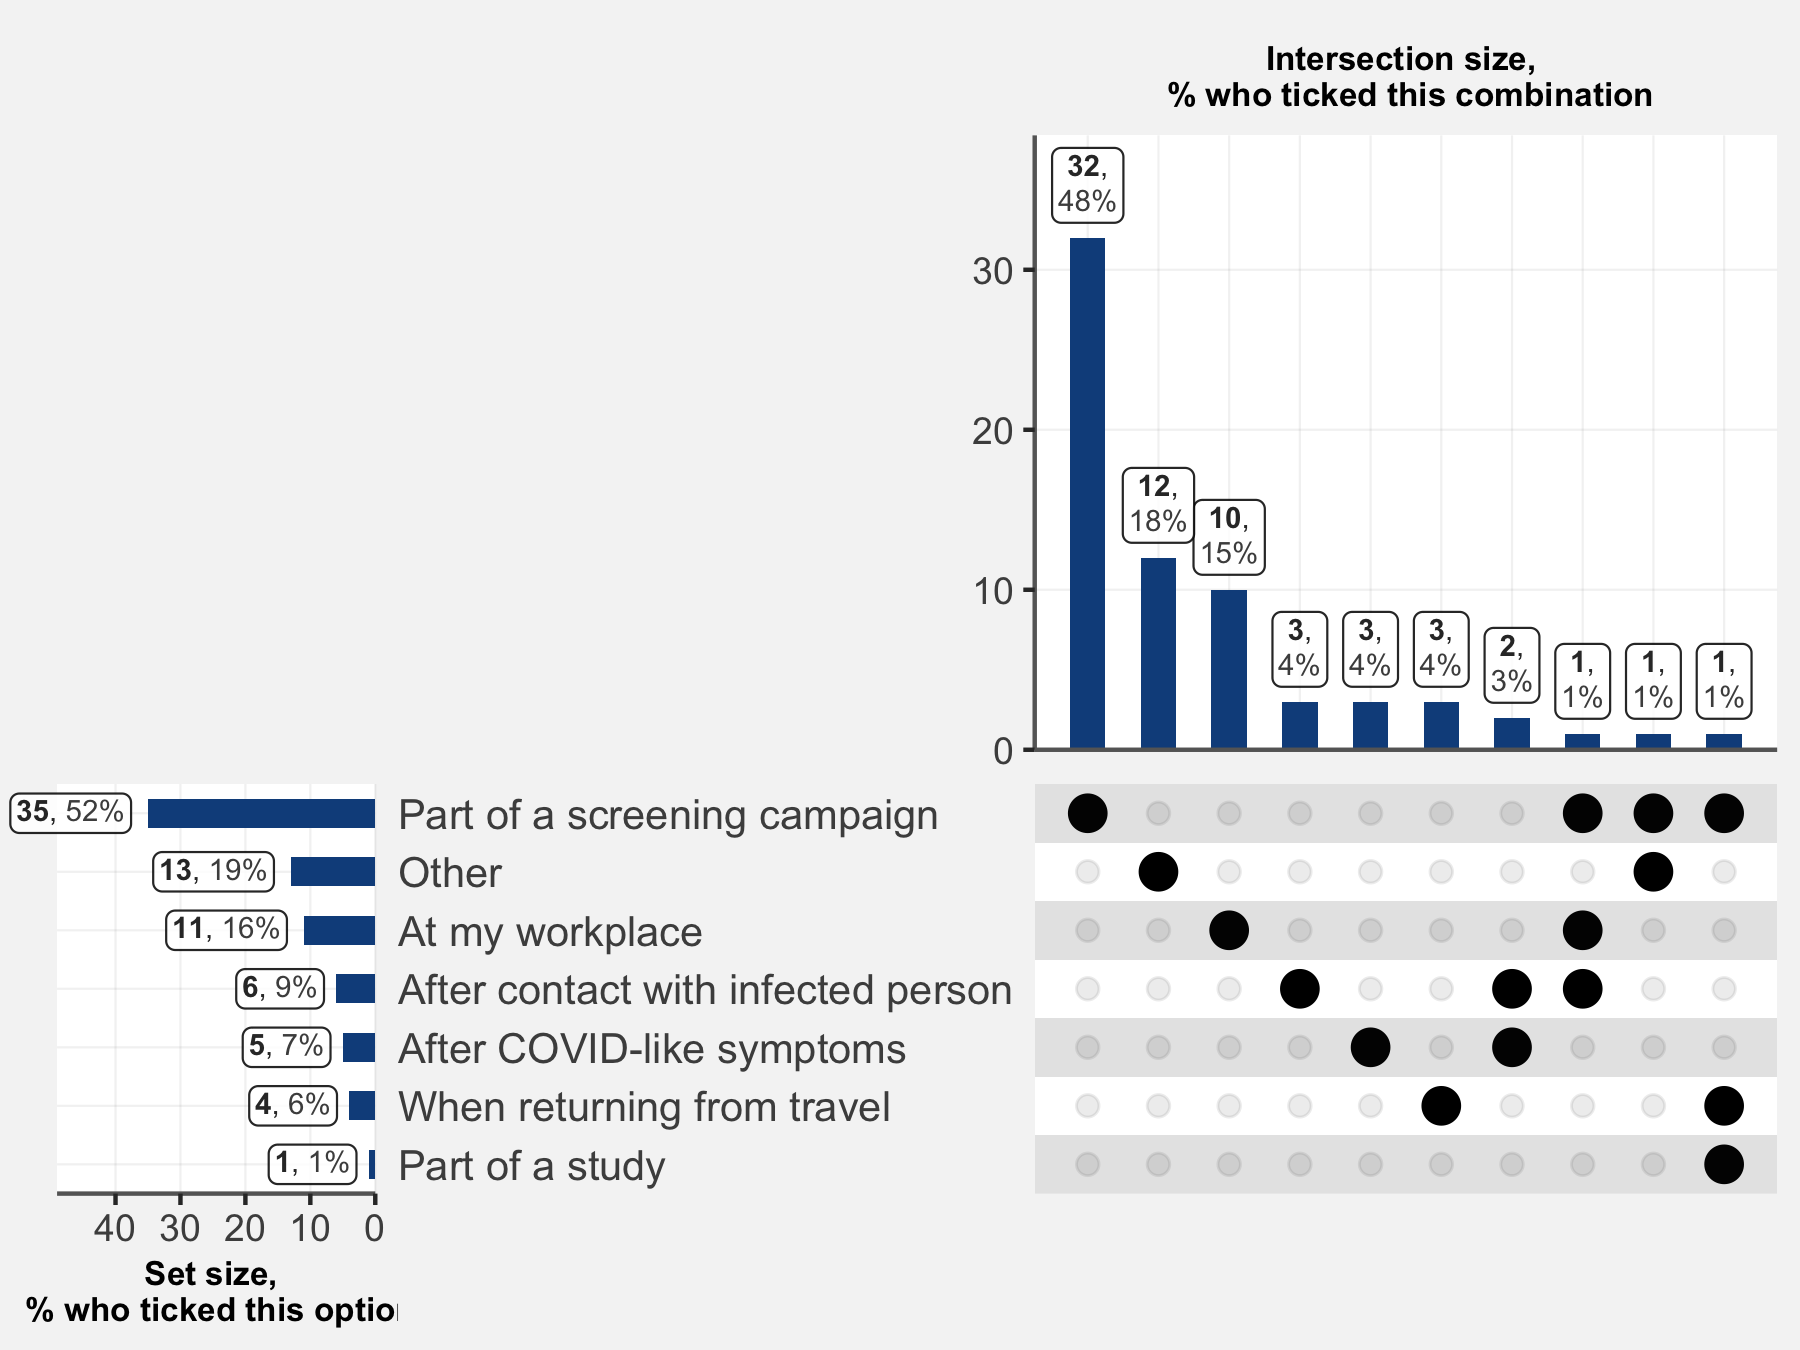 Intersection size,
% who ticked this combination
32,
48%
12,
18%
10,
15%
3,
4%
3,
4%
3,
4%
2,
3%
1,
1%
1,
1%
1,
1%
30
20
10
0
35, 52%
Part of a screening campaign
13, 19%
Other
11, 16%
At my workplace
6, 9%
After contact with infected person
5, 7%
After COVID-like symptoms
4, 6%
When returning from travel
1, 1%
Part of a study
40 30 20 10 0
Set size,
% who ticked this optio